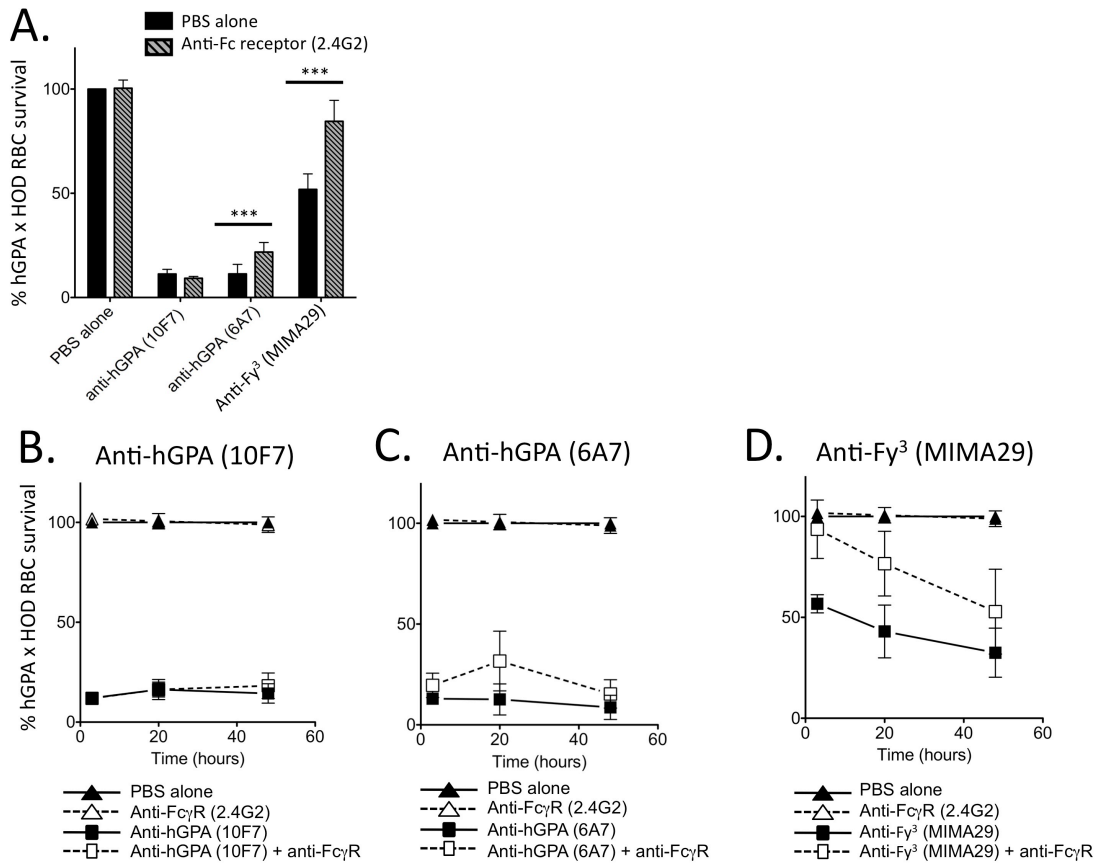 A.
PBS alone
Anti-Fc receptor (2.4G2)
% hGPA x HOD RBC survival
100
50
0
***
***
PBS alone
anti-hGPA (10F7)
anti-hGPA (6A7)
Anti-Fy³ (MIMA29)
B.
Anti-hGPA (10F7)
% hGPA x HOD RBC survival
100
50
0
0 20 40 60
Time (hours)
PBS alone
Anti-FcγR (2.4G2)
Anti-hGPA (10F7)
Anti-hGPA (10F7) + anti-FcγR
C.
Anti-hGPA (6A7)
100
50
0
0 20 40 60
Time (hours)
PBS alone
Anti-FcγR (2.4G2)
Anti-hGPA (6A7)
Anti-hGPA (6A7) + anti-FcγR
D.
Anti-Fy³ (MIMA29)
100
50
0
0 20 40 60
Time (hours)
PBS alone
Anti-FcγR (2.4G2)
Anti-Fy³ (MIMA29)
Anti-Fy³ (MIMA29) + anti-FcγR